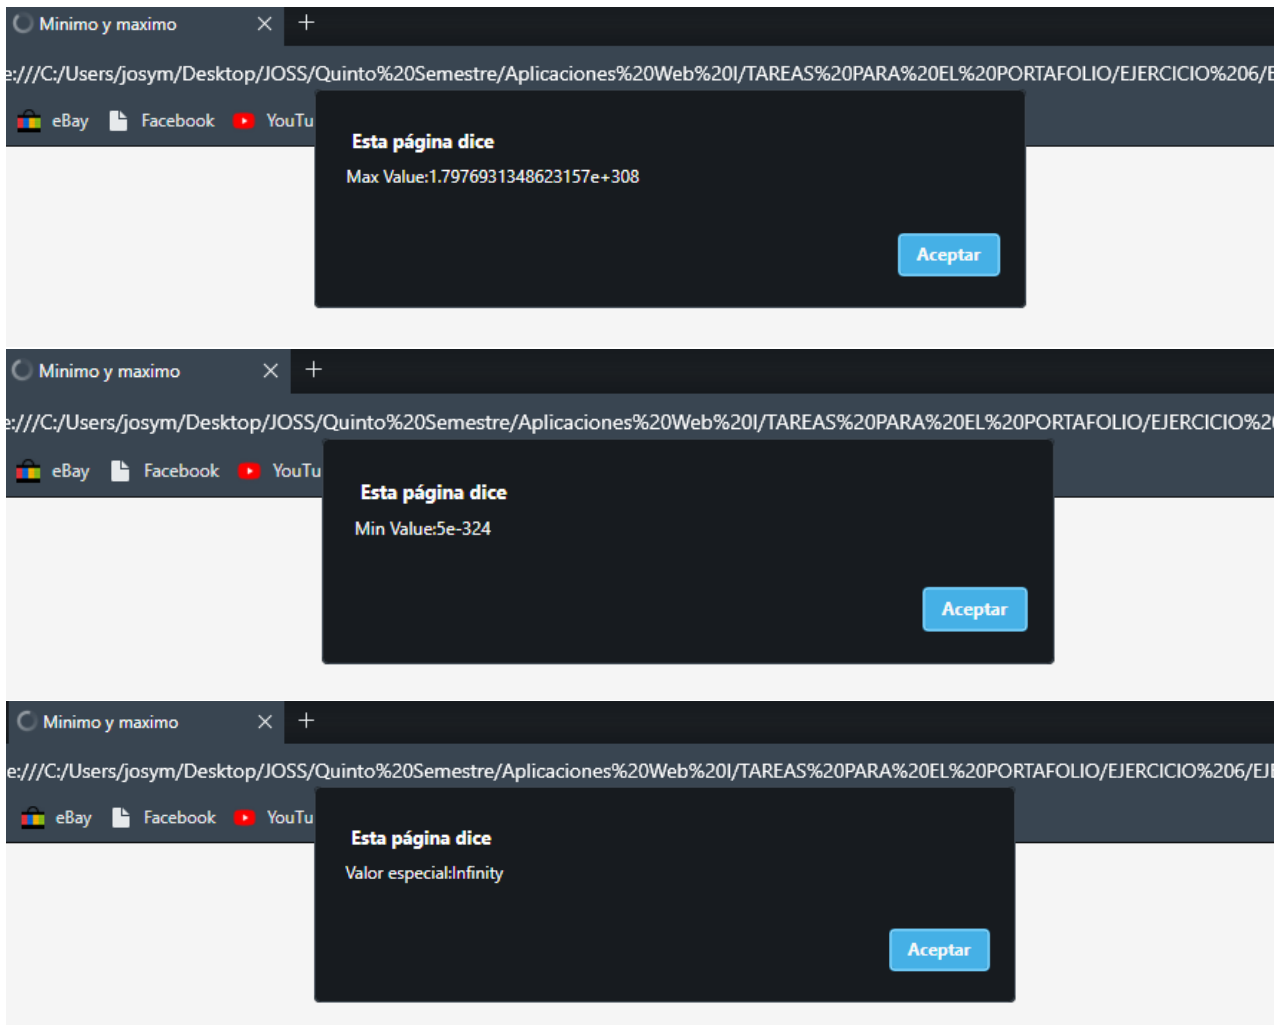 Minimo y maximo
e:///C:/Users/josym/Desktop/JOSS/Quinto%20Semestre/Aplicaciones%20Web%20I/TAREAS%20PARA%20EL%20PORTAFOLIO/EJERCICIO%206/E
eBay Facebook YouTu
Esta página dice
Max Value:1.7976931348623157e+308
Aceptar
Minimo y maximo
e:///C:/Users/josym/Desktop/JOSS/Quinto%20Semestre/Aplicaciones%20Web%20I/TAREAS%20PARA%20EL%20PORTAFOLIO/EJERCICIO%20
eBay Facebook YouTu
Esta página dice
Min Value:5e-324
Aceptar
Minimo y maximo
e:///C:/Users/josym/Desktop/JOSS/Quinto%20Semestre/Aplicaciones%20Web%20I/TAREAS%20PARA%20EL%20PORTAFOLIO/EJERCICIO%206/EJE
eBay Facebook YouTu
Esta página dice
Valor especial:Infinity
Aceptar